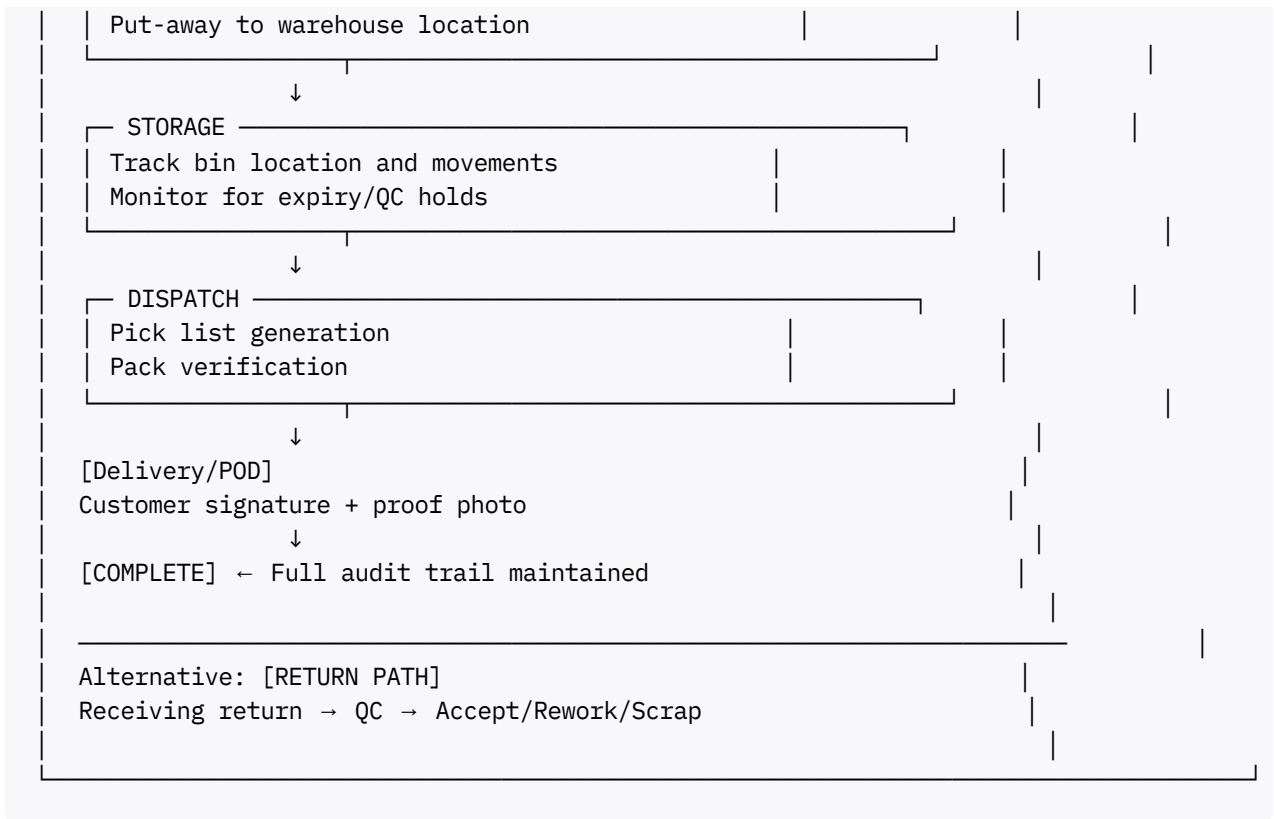 Put-away to warehouse location
↓
STORAGE
Track bin location and movements
Monitor for expiry/QC holds
↓
DISPATCH
Pick list generation
Pack verification
↓
[Delivery/POD]
Customer signature + proof photo
↓
[COMPLETE] ← Full audit trail maintained
Alternative: [RETURN PATH]
Receiving return → QC → Accept/Rework/Scrap